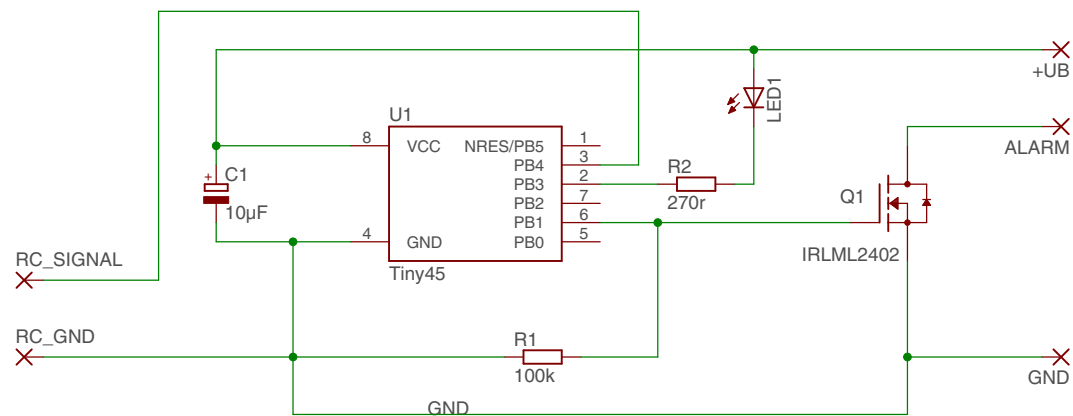 +UB
LED1
U1
ALARM
8 VCC NRES/PB5 1
PB4 3
R2
C1
+
PB3 2
270r
Q1
10µF
PB2 7
PB1 6
4 GND PB0 5
IRLML2402
RC_SIGNAL
Tiny45
RC_GND
R1
100k
GND
GND